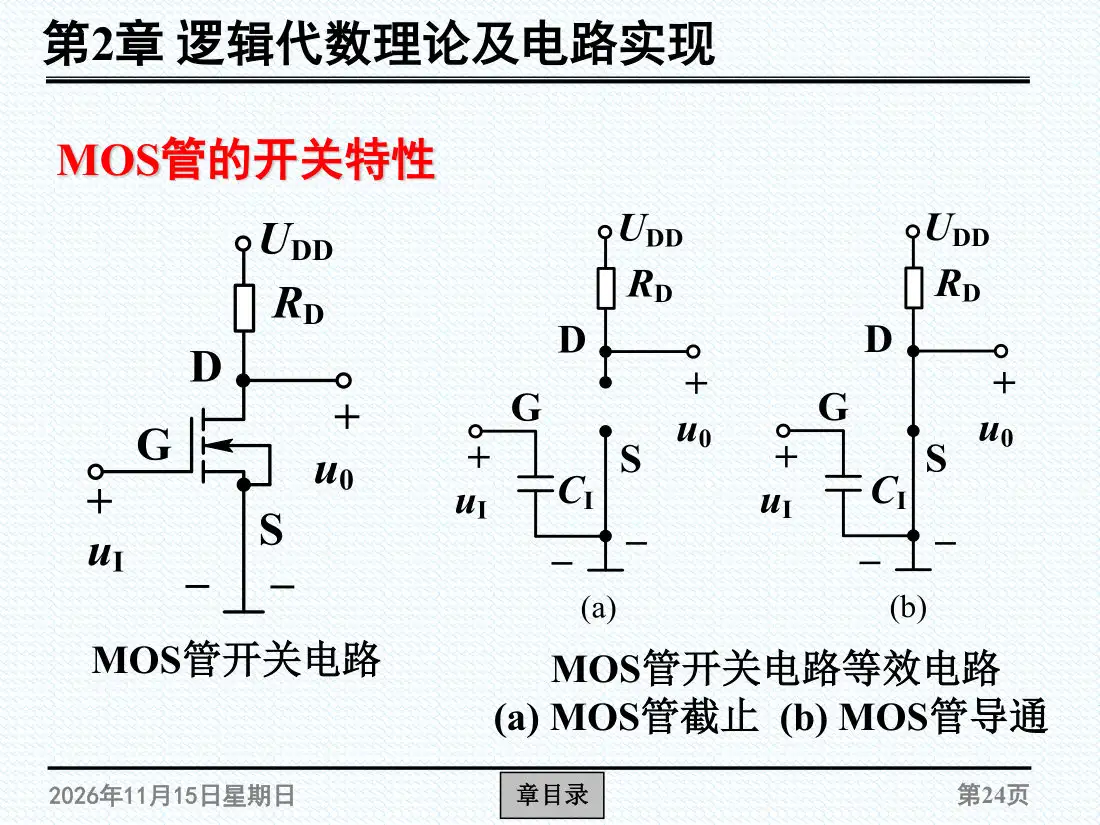 第2章 逻辑代数理论及电路实现
MOS管的开关特性
UDD
RD
D
G
+
u0
+
uI
S
−
−
MOS管开关电路
UDD
RD
D
G
+
u0
+
uI
CI
S
−
−
(a)
UDD
RD
D
G
+
u0
+
uI
CI
S
−
−
(b)
MOS管开关电路等效电路
(a) MOS管截止 (b) MOS管导通
2026年11月15日星期日
章目录
第24页